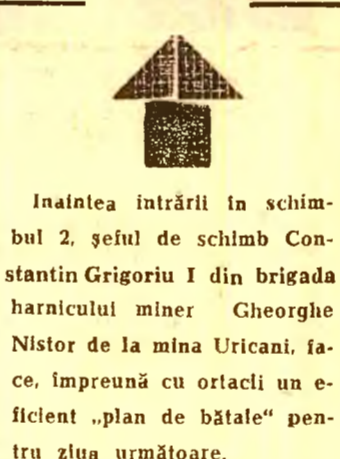 Inaintea intrării în schim-
bul 2, şeful de schimb Con-
stantin Grigoriu I din brigada
harnicului miner Gheorghe
Nistor de la mina Uricani, fa-
ce, împreună cu ortacii un e-
ficient „plan de bătaie“ pen-
tru ziua următoare.